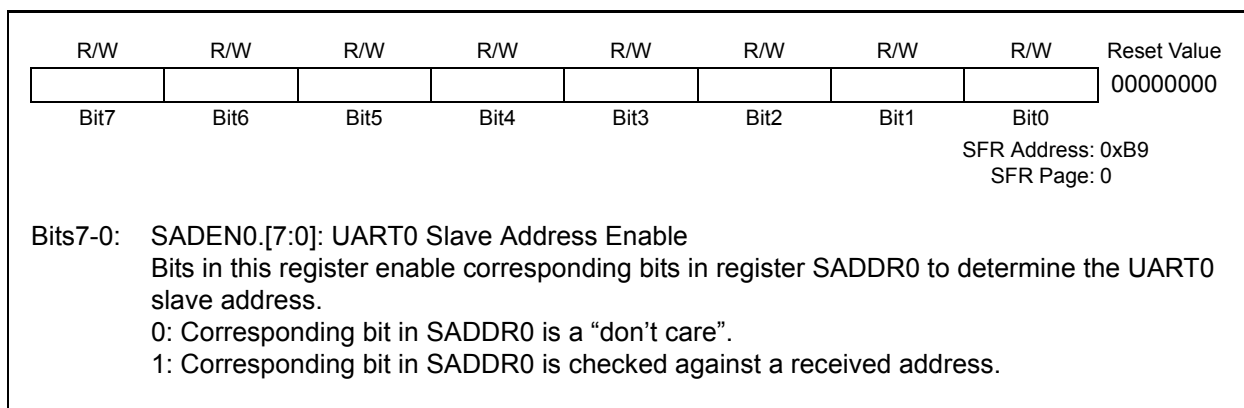 R/W R/W R/W R/W R/W R/W R/W R/W Reset Value
00000000
Bit7 Bit6 Bit5 Bit4 Bit3 Bit2 Bit1 Bit0
SFR Address: 0xB9
SFR Page: 0
Bits7-0: SADEN0.[7:0]: UART0 Slave Address Enable
Bits in this register enable corresponding bits in register SADDR0 to determine the UART0
slave address.
0: Corresponding bit in SADDR0 is a “don’t care”.
1: Corresponding bit in SADDR0 is checked against a received address.